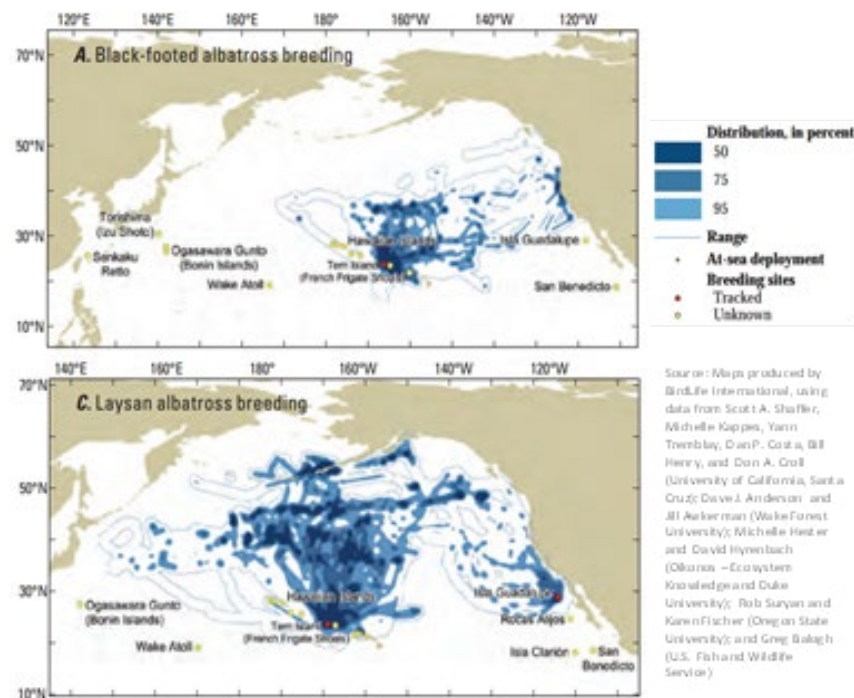 120°E 140°E 160°E 180° 160°W 140°W 120°W
A. Black-footed albatross breeding
70°N
50°N
30°N
10°N
Torishima
(Izu Shoto)
Senkaku
Retto
Ogasawara Gunto
(Bonin Islands)
Wake Atoll
Hawaiian Islands
Tern Island
(French Frigate Shoals)
Isla Guadalupe
San Benedicto
Distribution, in percent
50
75
95
Range
At-sea deployment
Breeding sites
Tracked
Unknown
140°E 160°E 180° 160°W 140°W 120°W
C. Laysan albatross breeding
70°N
50°N
30°N
10°N
Ogasawara Gunto
(Bonin Islands)
Wake Atoll
Hawaiian Islands
Tern Island
(French Frigate Shoals)
Isla Guadalupe
Rocas Alijos
Isla Clarión
San
Benedicto
Source: Maps produced by
BirdLife International, using
data from Scott A. Shaffer,
Michelle Kappes, Yann
Tremblay, Dan P. Costa, Bill
Henry, and Don A. Croll
(University of California, Santa
Cruz); Dave J. Anderson and
Jill Awkerman (Wake Forest
University); Michelle Hester
and David Hyrenbach
(Oikonos – Ecosystem
Knowledge and Duke
University); Rob Suryan and
Karen Fischer (Oregon State
University); and Greg Balogh
(U.S. Fish and Wildlife
Service)